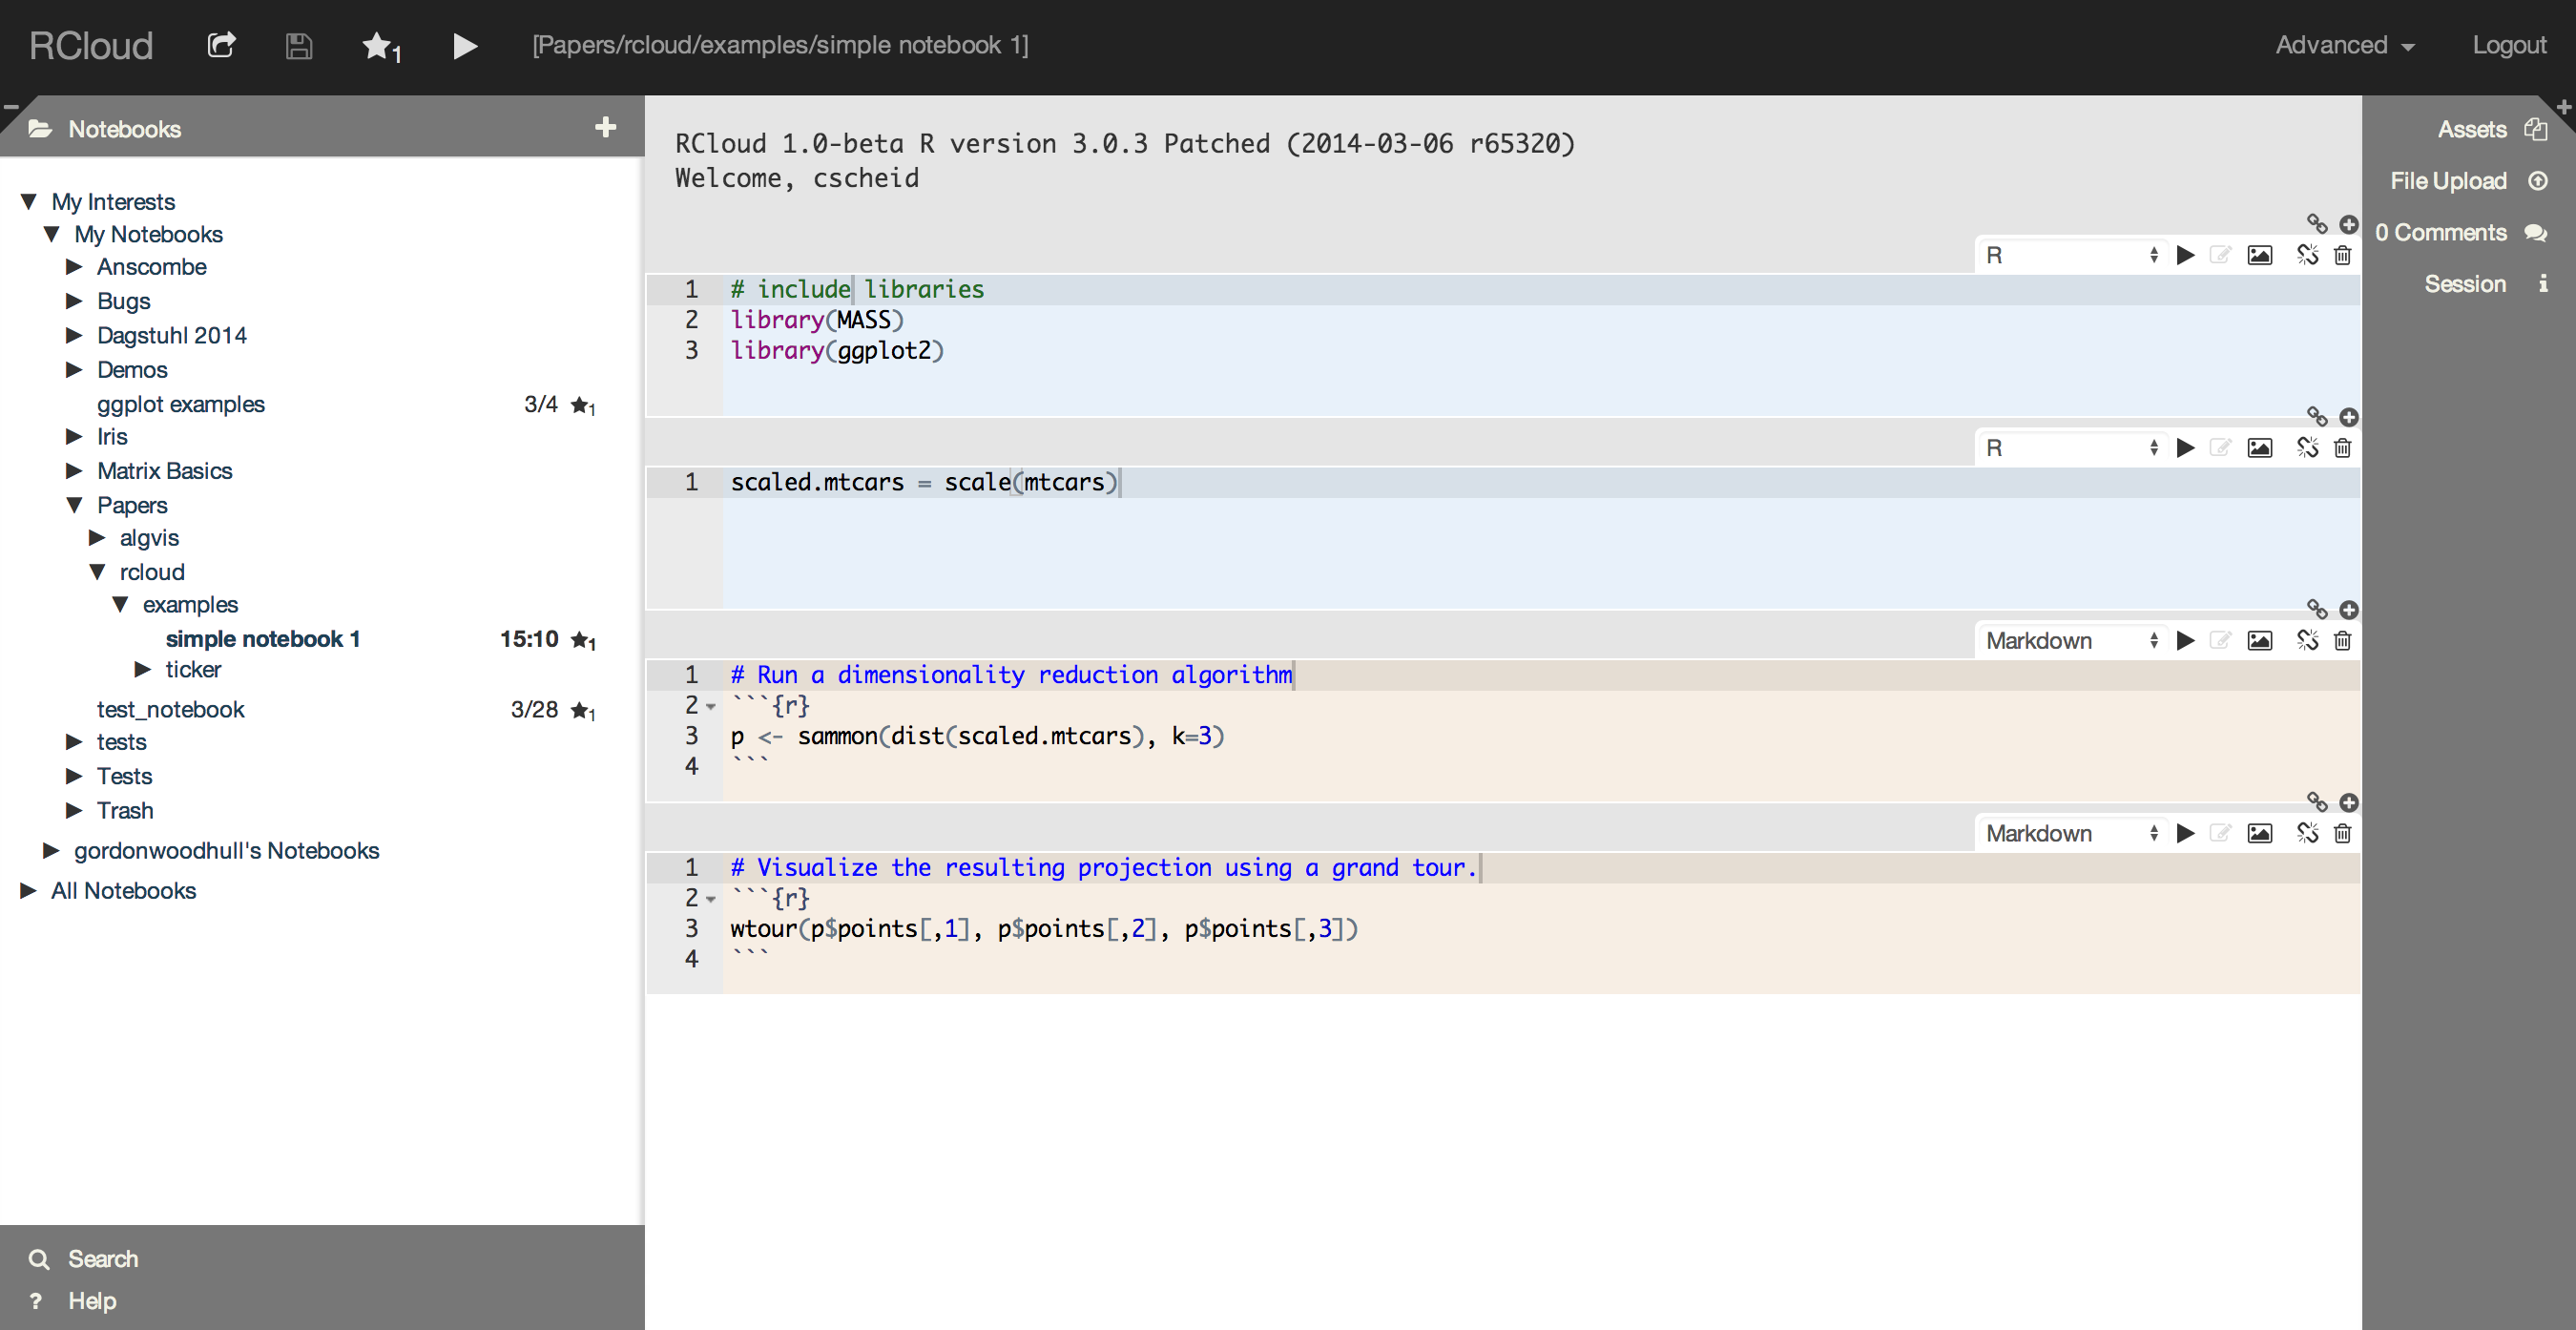 RCloud
1
[Papers/rcloud/examples/simple notebook 1]
Advanced
Logout
Notebooks
My Interests
My Notebooks
Anscombe
Bugs
Dagstuhl 2014
Demos
ggplot examples 3/4 1
Iris
Matrix Basics
Papers
algvis
rcloud
examples
simple notebook 1 15:10 1
ticker
test_notebook 3/28 1
tests
Tests
Trash
gordonwoodhull's Notebooks
All Notebooks
Search
? Help
RCloud 1.0-beta R version 3.0.3 Patched (2014-03-06 r65320)
Welcome, cscheid
R
1 # include libraries
2 library(MASS)
3 library(ggplot2)
R
1 scaled.mtcars = scale(mtcars)
Markdown
1 # Run a dimensionality reduction algorithm
2 ```{r}
3 p <- sammon(dist(scaled.mtcars), k=3)
4 ```
Markdown
1 # Visualize the resulting projection using a grand tour.
2 ```{r}
3 wtour(p$points[,1], p$points[,2], p$points[,3])
4 ```
Assets
File Upload
0 Comments
Session i